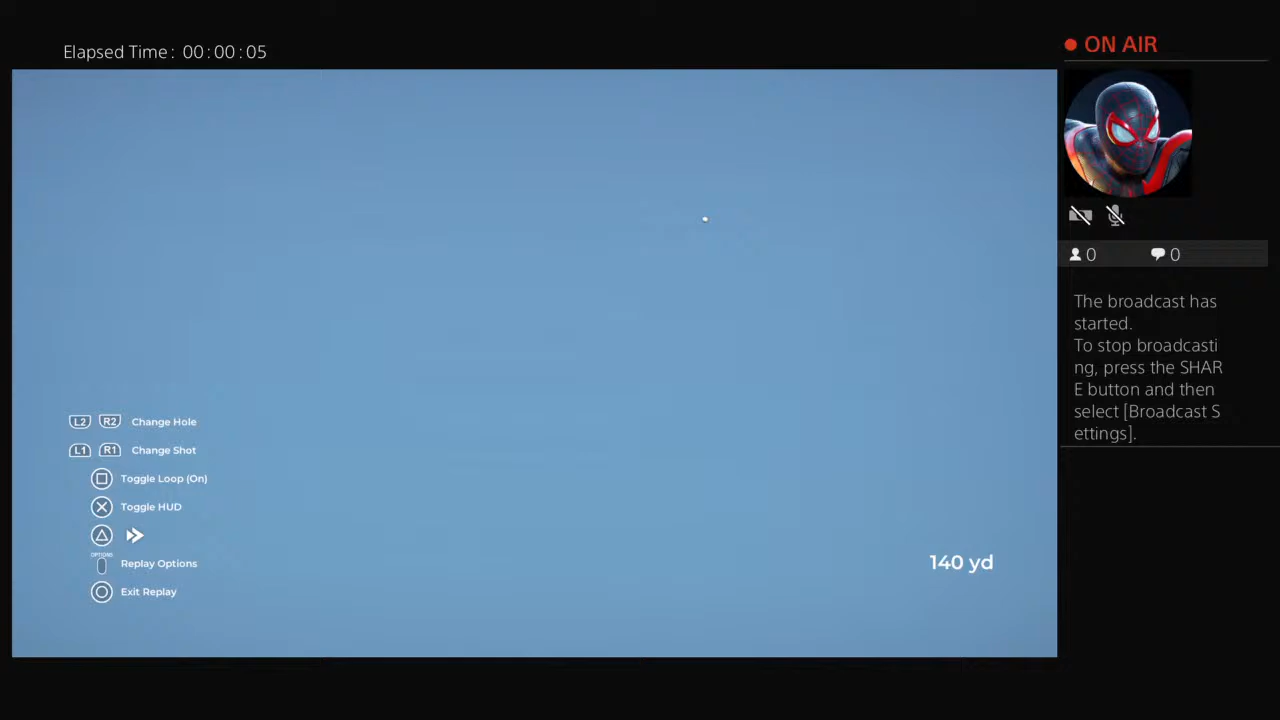 Elapsed Time: 00:00:05
ON AIR
0 0
The broadcast has
started.
To stop broadcasti
ng, press the SHAR
E button and then
select [Broadcast S
ettings].
L2 R2 Change Hole
L1 R1 Change Shot
Toggle Loop (On)
Toggle HUD
OPTIONS
Replay Options
Exit Replay
140 yd